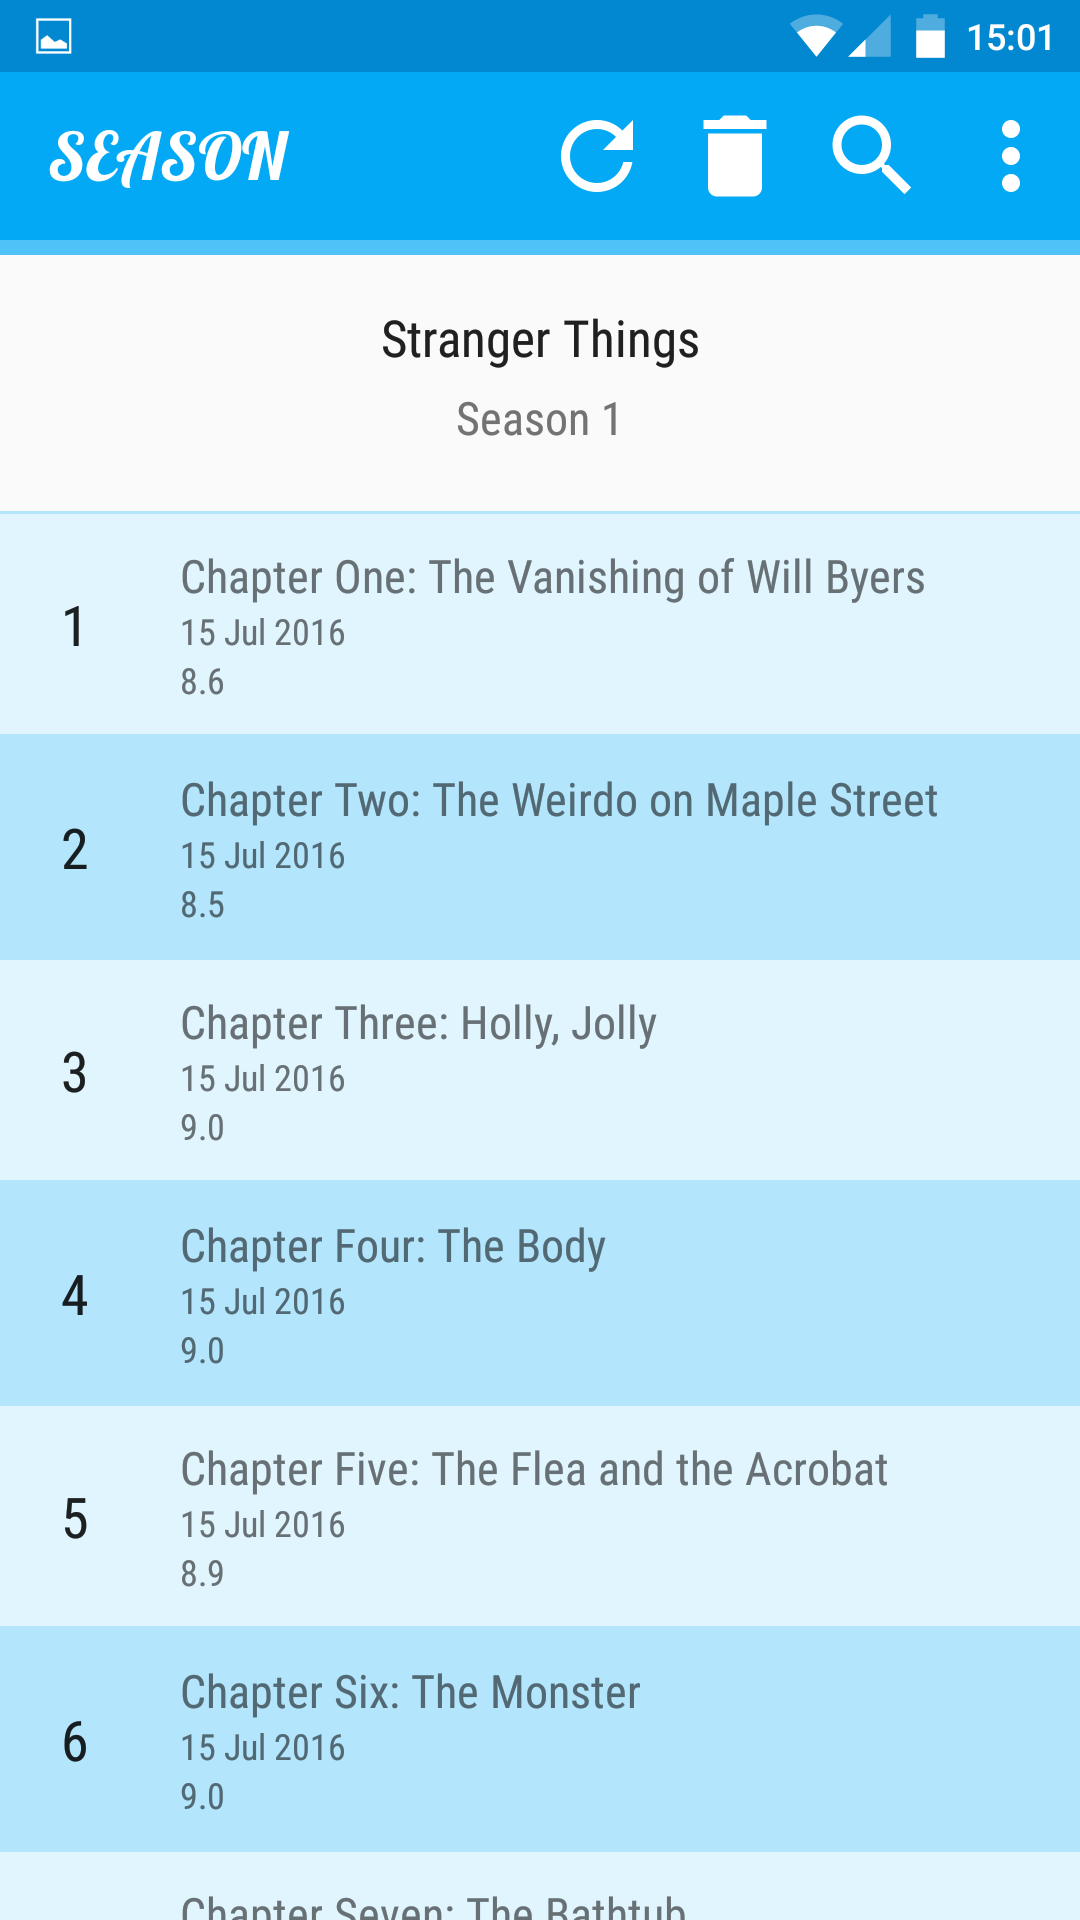 15:01
SEASON
Stranger Things
Season 1
Chapter One: The Vanishing of Will Byers
1
15 Jul 2016
8.6
Chapter Two: The Weirdo on Maple Street
2
15 Jul 2016
8.5
Chapter Three: Holly, Jolly
3
15 Jul 2016
9.0
Chapter Four: The Body
4
15 Jul 2016
9.0
Chapter Five: The Flea and the Acrobat
5
15 Jul 2016
8.9
Chapter Six: The Monster
6
15 Jul 2016
9.0
Chapter Seven: The Bathtub